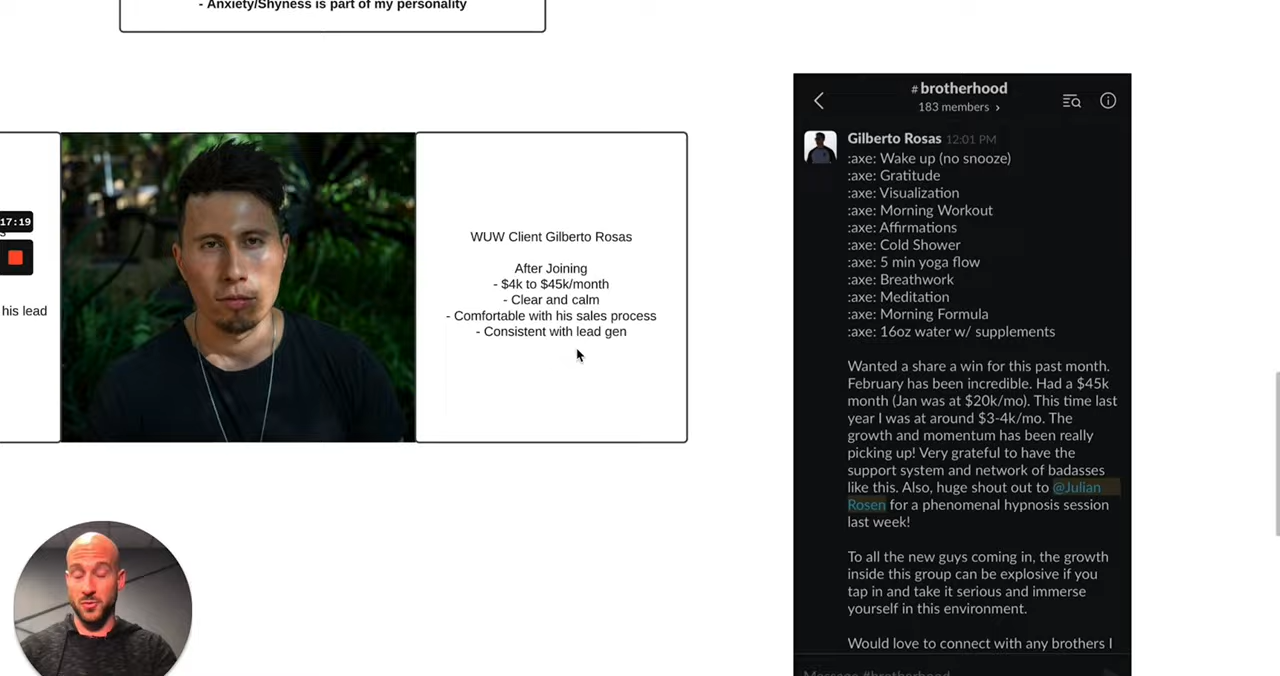 - Anxiety/Shyness is part of my personality
17:19
his lead
WUW Client Gilberto Rosas
After Joining
- $4k to $45k/month
- Clear and calm
- Comfortable with his sales process
- Consistent with lead gen
#brotherhood
183 members >
Gilberto Rosas 12:01 PM
:axe: Wake up (no snooze)
:axe: Gratitude
:axe: Visualization
:axe: Morning Workout
:axe: Affirmations
:axe: Cold Shower
:axe: 5 min yoga flow
:axe: Breathwork
:axe: Meditation
:axe: Morning Formula
:axe: 16oz water w/ supplements
Wanted a share a win for this past month.
February has been incredible. Had a $45k
month (Jan was at $20k/mo). This time last
year I was at around $3-4k/mo. The
growth and momentum has been really
picking up! Very grateful to have the
support system and network of badasses
like this. Also, huge shout out to @Julian
Rosen for a phenomenal hypnosis session
last week!
To all the new guys coming in, the growth
inside this group can be explosive if you
tap in and take it serious and immerse
yourself in this environment.
Would love to connect with any brothers I
Message #brotherhood